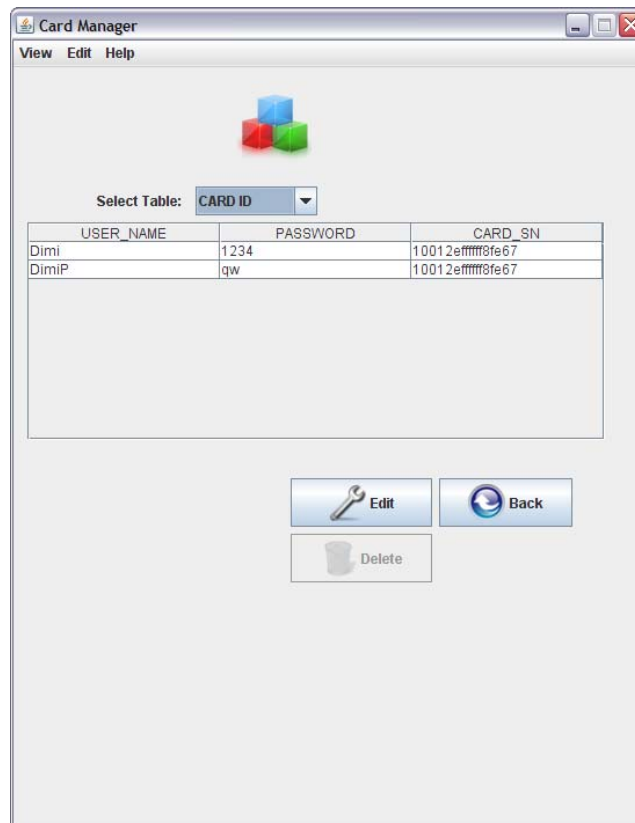 Card Manager
View Edit Help
Select Table: CARD ID
USER_NAME PASSWORD CARD_SN
Dimi 1234 10012effffff8fe67
DimiP qw 10012effffff8fe67
Edit Back
Delete